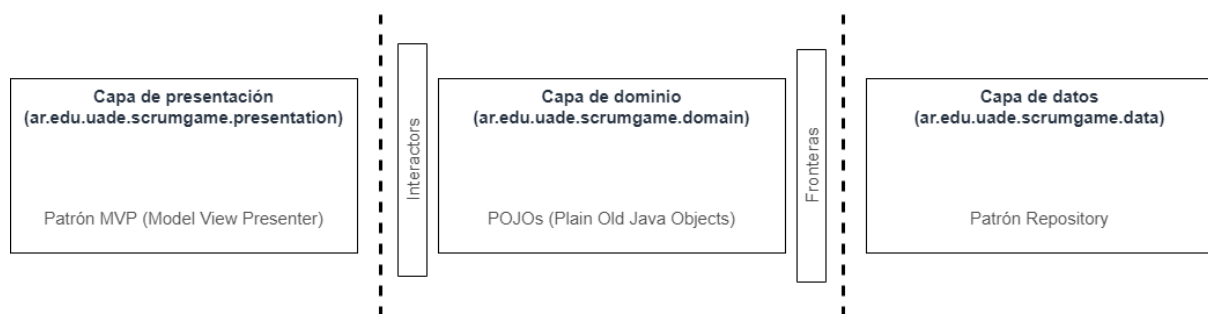 Capa de presentación
(ar.edu.uade.scrumgame.presentation)
Patrón MVP (Model View Presenter)
Interactors
Capa de dominio
(ar.edu.uade.scrumgame.domain)
POJOs (Plain Old Java Objects)
Fronteras
Capa de datos
(ar.edu.uade.scrumgame.data)
Patrón Repository